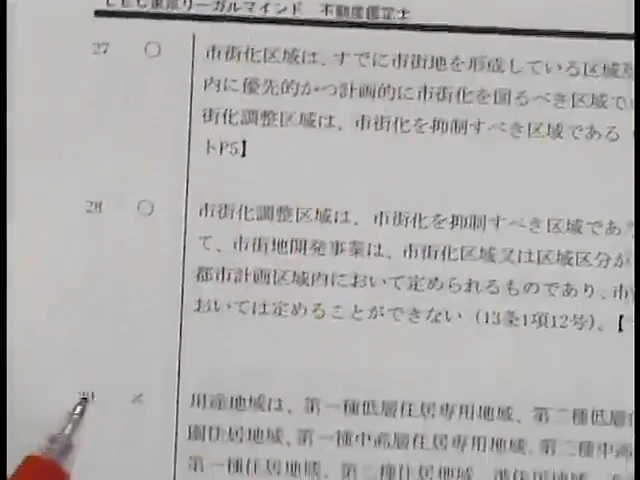 LEC東京リーガルマインド 不動産鑑定士
27 ○ 市街化区域は、すでに市街地を形成している区域
内に優先的かつ計画的に市街化を図るべき区域で
街化調整区域は、市街化を抑制すべき区域である
トP5】
28 ○ 市街化調整区域は、市街化を抑制すべき区域であ
て、市街地開発事業は、市街化区域又は区域区分が
都市計画区域内において定められるものであり、市
おいては定めることができない（13条1項12号）。【
× 用途地域は、第一種低層住居専用地域、第二種低層
園住居地域、第一種中高層住居専用地域、第二種中高
第一種住居地域、第二種住居地域、準住居地域、